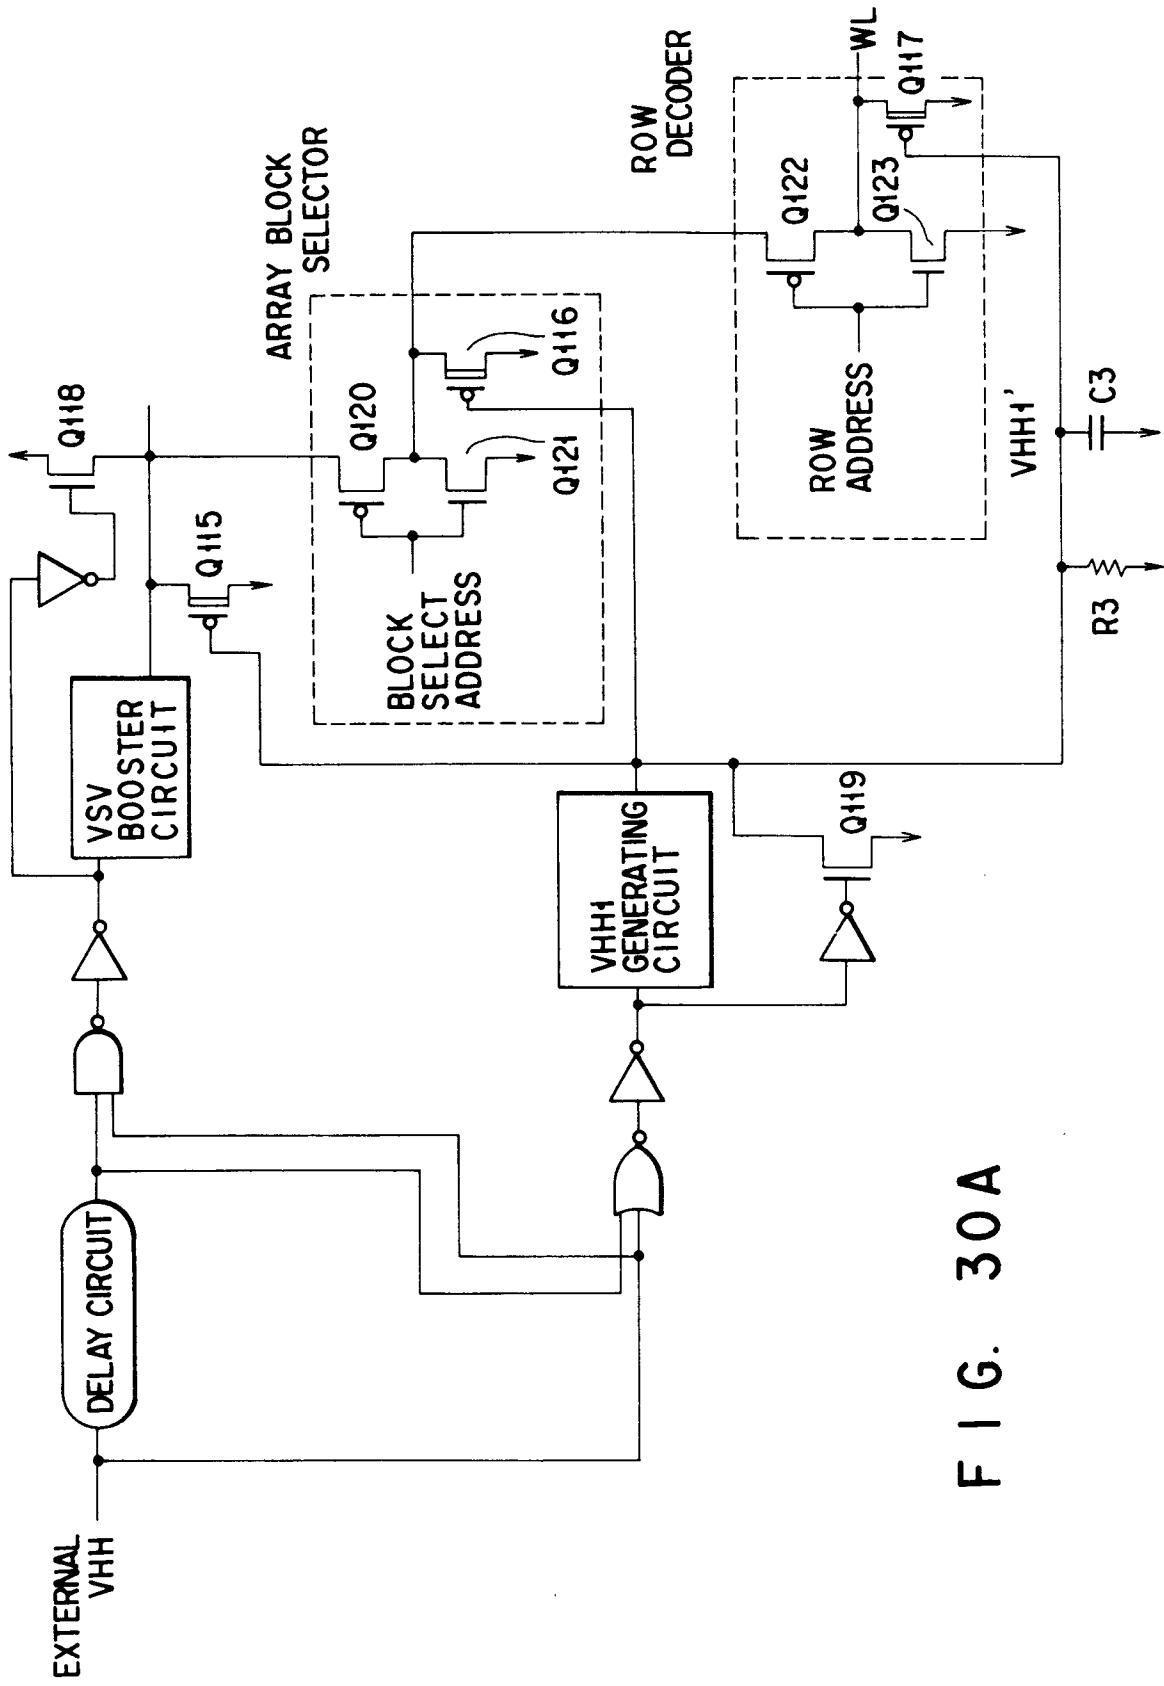 EXTERNAL
VHH
DELAY CIRCUIT
VSV
BOOSTER
CIRCUIT
Q118
Q115
ARRAY BLOCK
SELECTOR
BLOCK
SELECT
ADDRESS
Q120
Q121
Q116
ROW
DECODER
ROW
ADDRESS
Q122
Q123
WL
Q117
VHH1
GENERATING
CIRCUIT
Q119
VHH1'
R3
C3
FIG. 30A